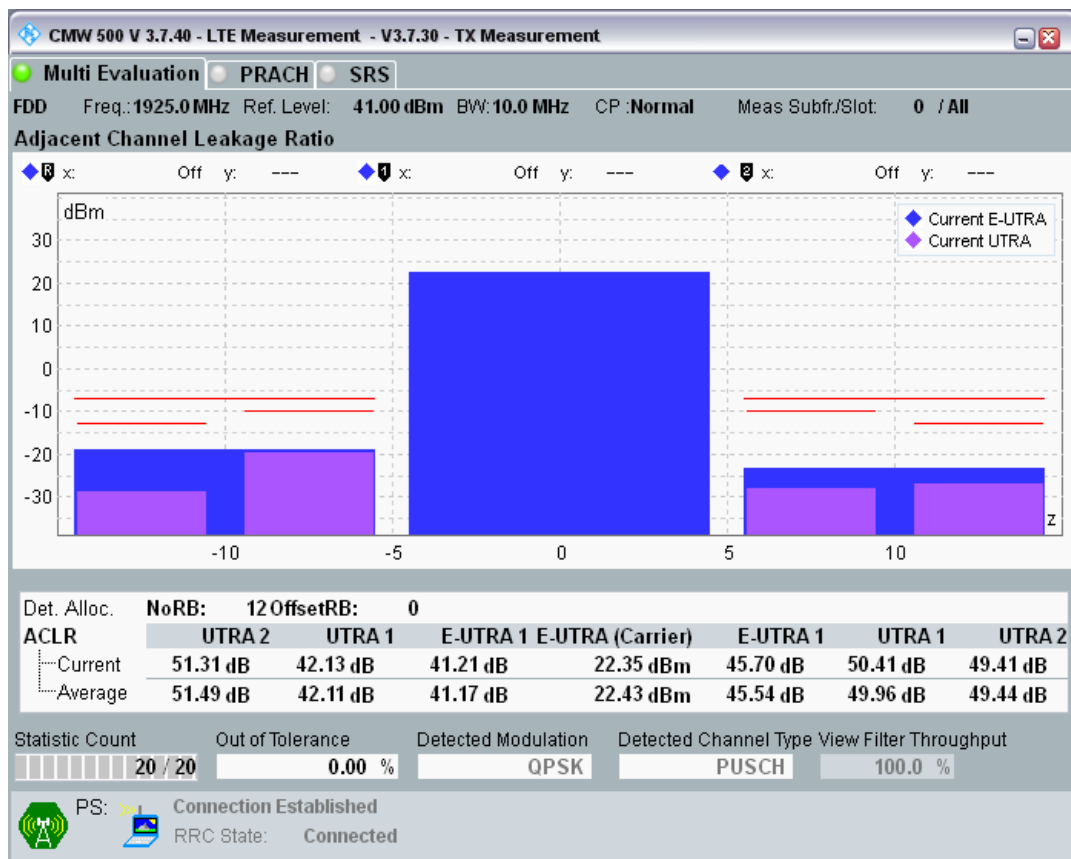 CMW 500 V 3.7.40 - LTE Measurement - V3.7.30 - TX Measurement
Multi Evaluation PRACH SRS
FDD Freq.: 1925.0 MHz Ref. Level: 41.00 dBm BW: 10.0 MHz CP :Normal Meas Subfr./Slot: 0 / All
Adjacent Channel Leakage Ratio
R x: Off y: --- 1 x: Off y: --- 2 x: Off y: ---
dBm
Current E-UTRA
Current UTRA
30
20
10
0
-10
-20
-30
z
-10 -5 0 5 10
Det. Alloc. NoRB: 12 OffsetRB: 0
ACLR UTRA 2 UTRA 1 E-UTRA 1 E-UTRA (Carrier) E-UTRA 1 UTRA 1 UTRA 2
Current 51.31 dB 42.13 dB 41.21 dB 22.35 dBm 45.70 dB 50.41 dB 49.41 dB
Average 51.49 dB 42.11 dB 41.17 dB 22.43 dBm 45.54 dB 49.96 dB 49.44 dB
Statistic Count Out of Tolerance Detected Modulation Detected Channel Type View Filter Throughput
20 / 20 0.00 % QPSK PUSCH 100.0 %
PS: Connection Established
RRC State: Connected